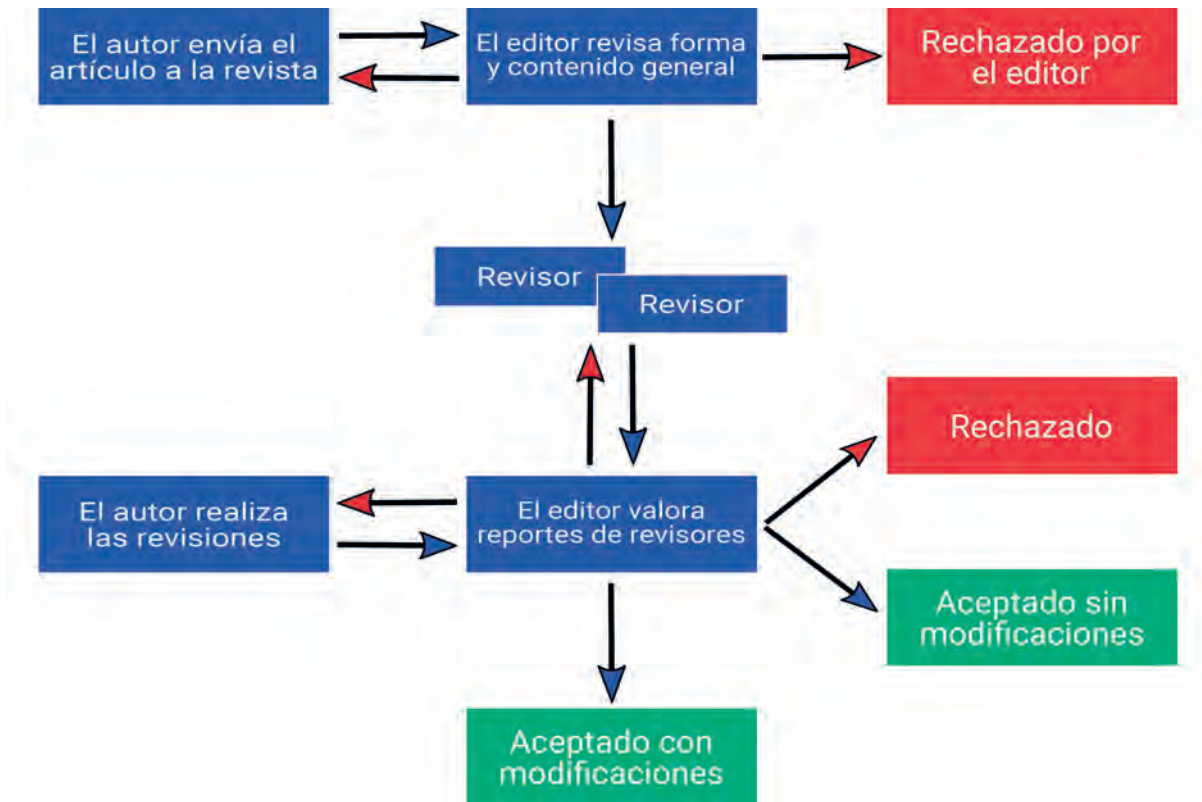 El autor envía el
artículo a la revista
El editor revisa forma
y contenido general
Rechazado por
el editor
Revisor
Revisor
Rechazado
El autor realiza
las revisiones
El editor valora
reportes de revisores
Aceptado sin
modificaciones
Aceptado con
modificaciones